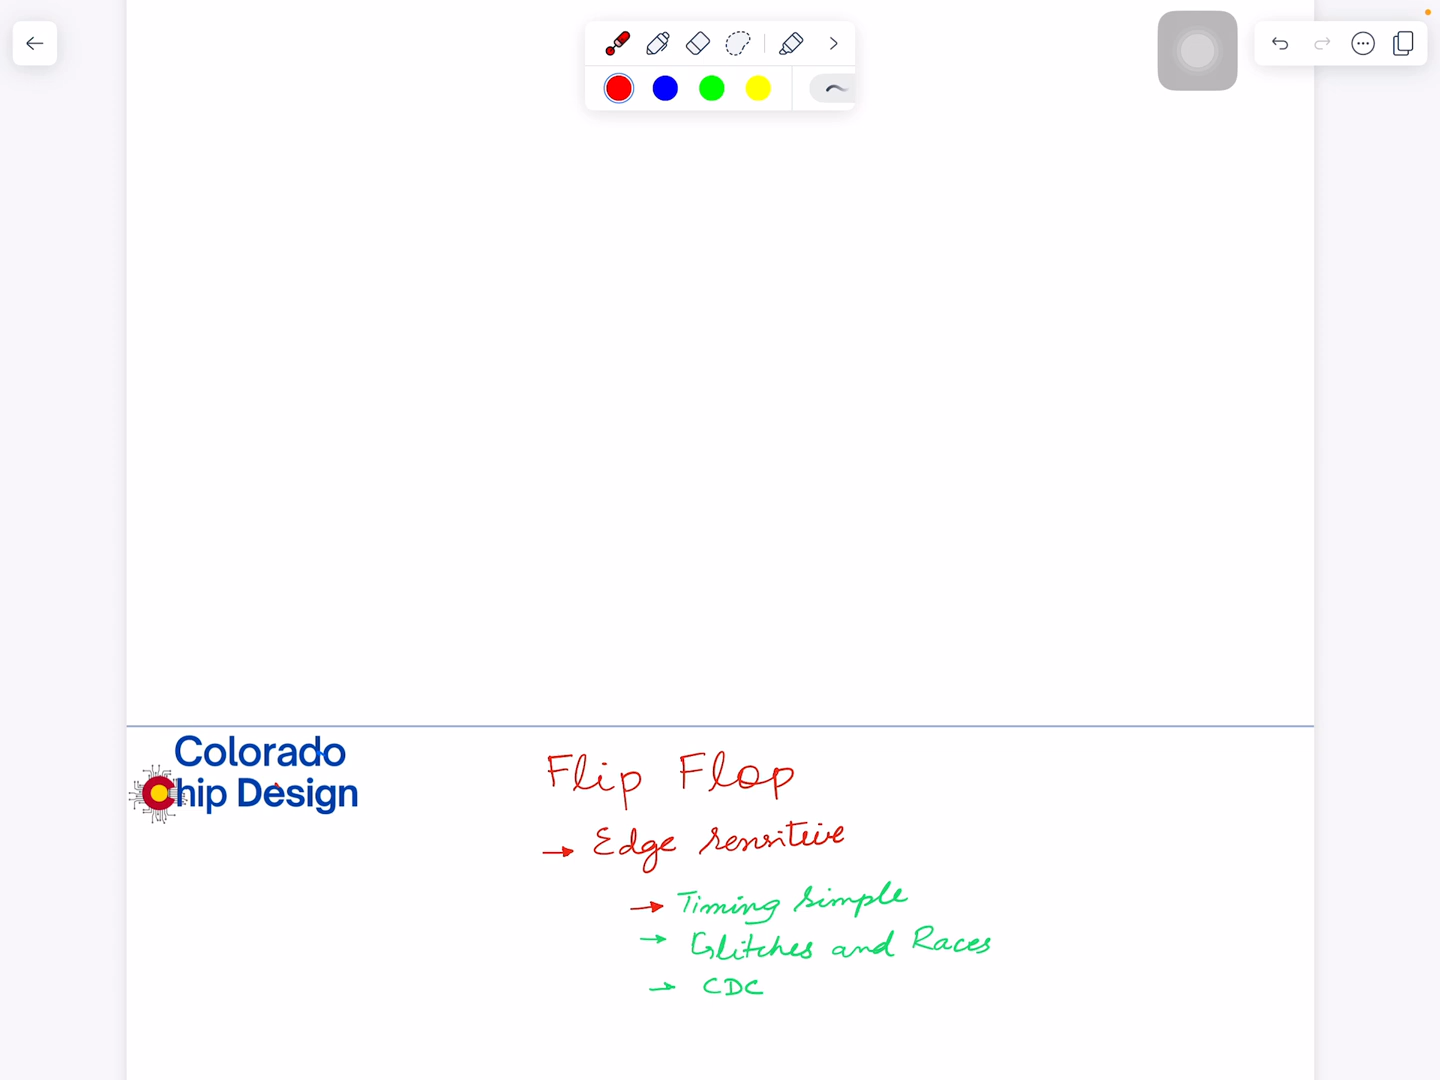 Colorado
Chip Design
Flip Flop
→ Edge sensitive
→ Timing simple
→ Glitches and Races
→ CDC